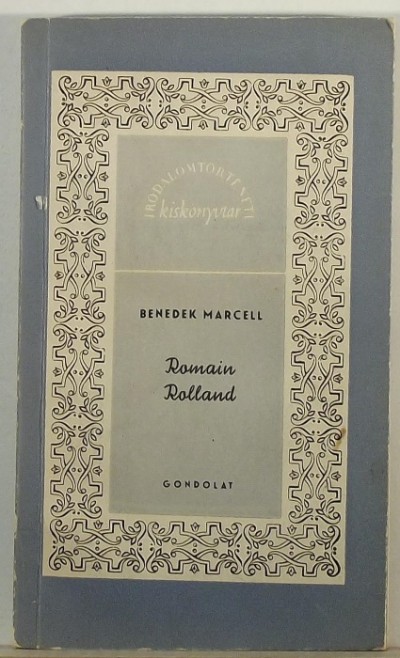 IRODALOMTÖRTÉNETI
kiskönyvtár
BENEDEK MARCELL
Romain
Rolland
GONDOLAT